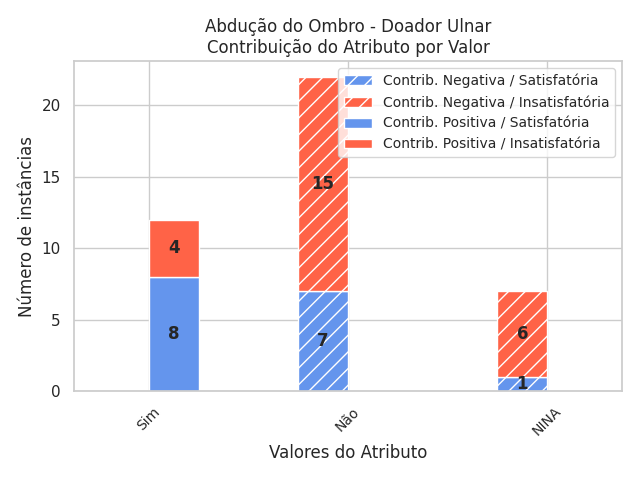 Abdução do Ombro - Doador Ulnar
Contribuição do Atributo por Valor
Contrib. Negativa / Satisfatória
Contrib. Negativa / Insatisfatória
Contrib. Positiva / Satisfatória
Contrib. Positiva / Insatisfatória
Número de instâncias
20
15
10
5
0
4
8
15
7
6
1
Sim
Não
NINA
Valores do Atributo